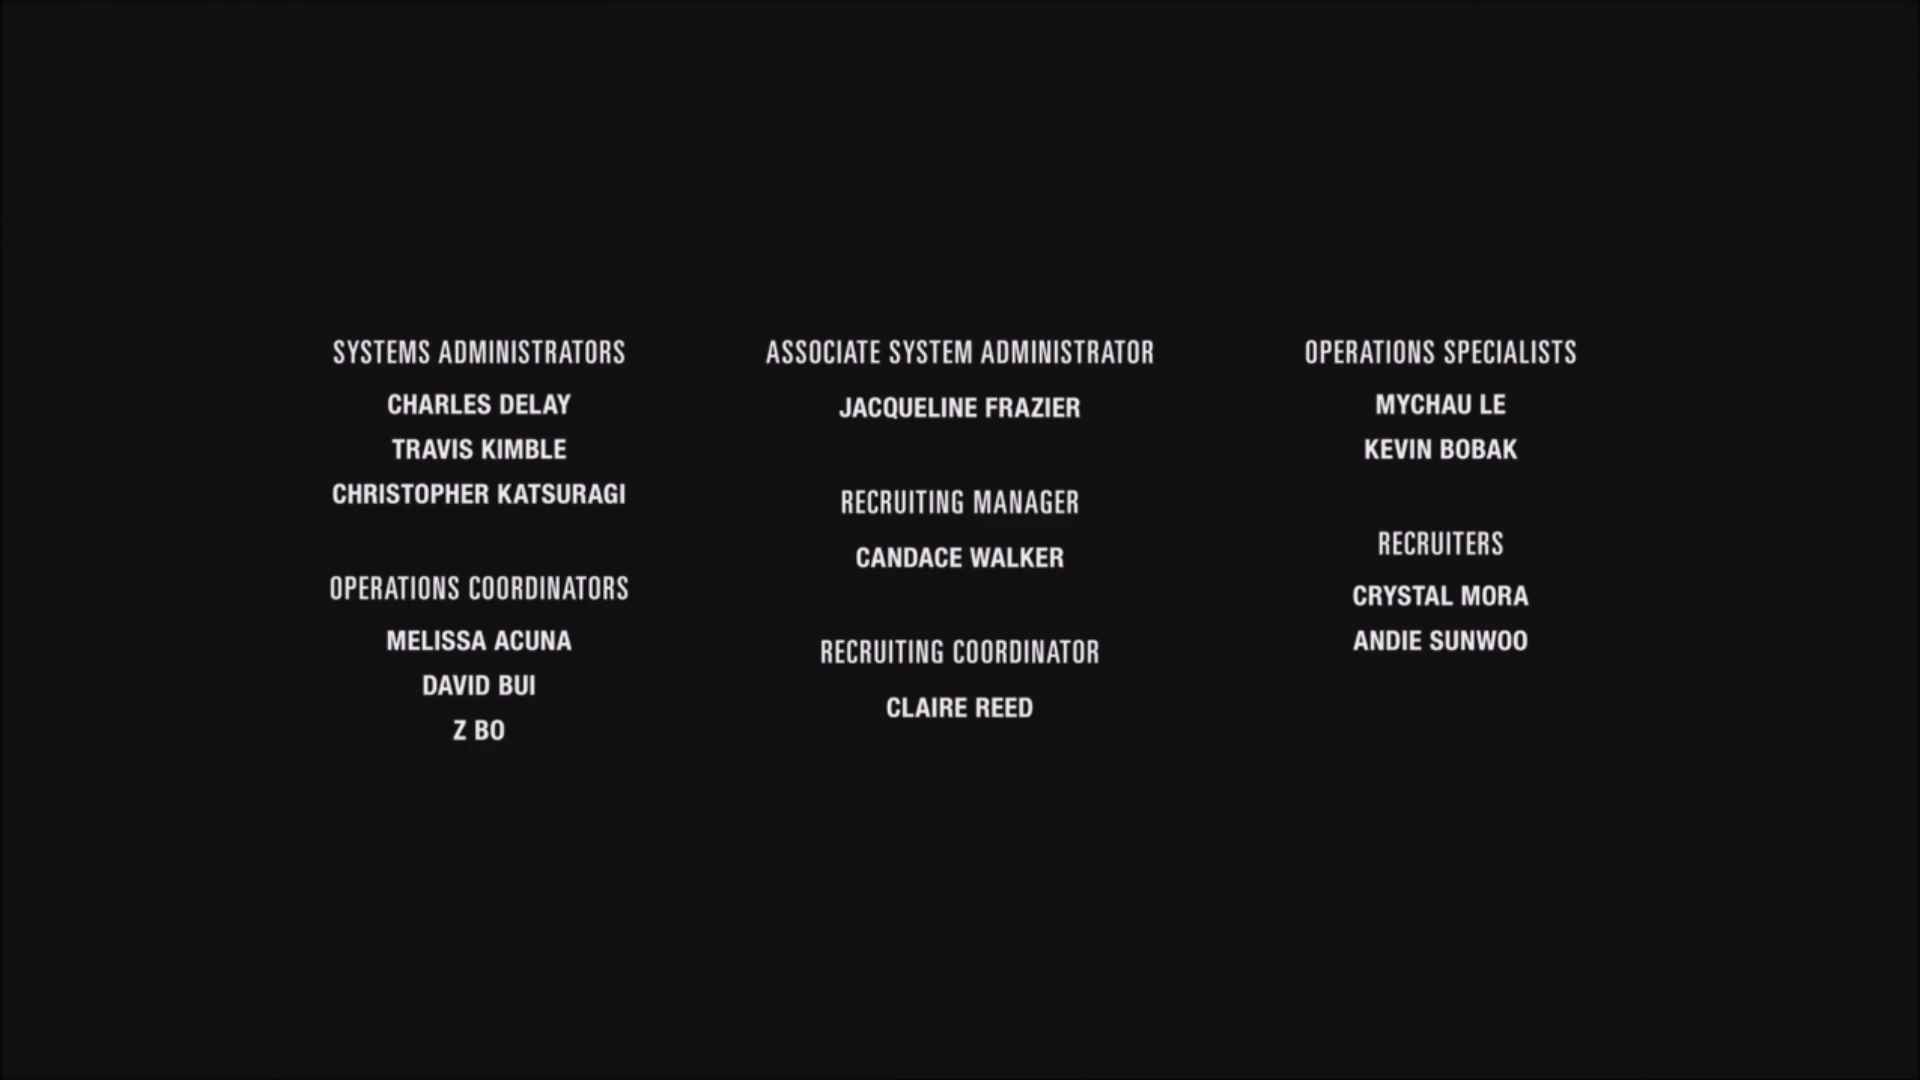 SYSTEMS ADMINISTRATORS
CHARLES DELAY
TRAVIS KIMBLE
CHRISTOPHER KATSURAGI
OPERATIONS COORDINATORS
MELISSA ACUNA
DAVID BUI
Z BO
ASSOCIATE SYSTEM ADMINISTRATOR
JACQUELINE FRAZIER
RECRUITING MANAGER
CANDACE WALKER
RECRUITING COORDINATOR
CLAIRE REED
OPERATIONS SPECIALISTS
MYCHAU LE
KEVIN BOBAK
RECRUITERS
CRYSTAL MORA
ANDIE SUNWOO